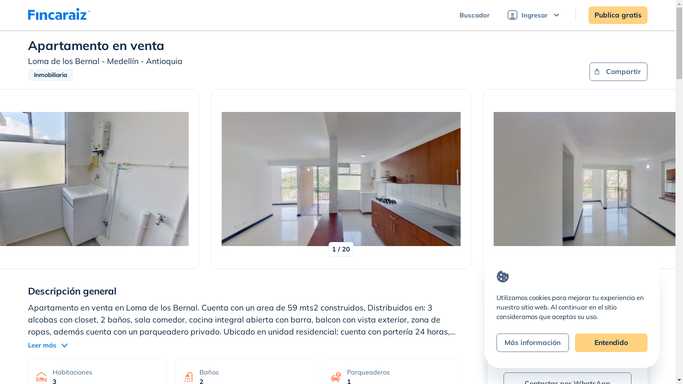 Fincaraiz
Buscador
Ingresar
Publica gratis
Apartamento en venta
Loma de los Bernal - Medellín - Antioquia
Inmobiliaria
Compartir
1 / 20
Descripción general
Apartamento en venta en Loma de los Bernal. Cuenta con un area de 59 mts2 construidos, Distribuidos en: 3
alcobas con closet, 2 baños, sala comedor, cocina integral abierta con barra, balcon con vista exterior, zona de
ropas, además cuenta con un parqueadero privado. Ubicado en unidad residencial: cuenta con portería 24 horas,...
Leer más
Habitaciones
3
Baños
2
Parqueaderos
1
Utilizamos cookies para mejorar tu experiencia en
nuestro sitio web. Al continuar en el sitio
consideramos que aceptas su uso.
Más información
Entendido
Contactar por WhatsApp